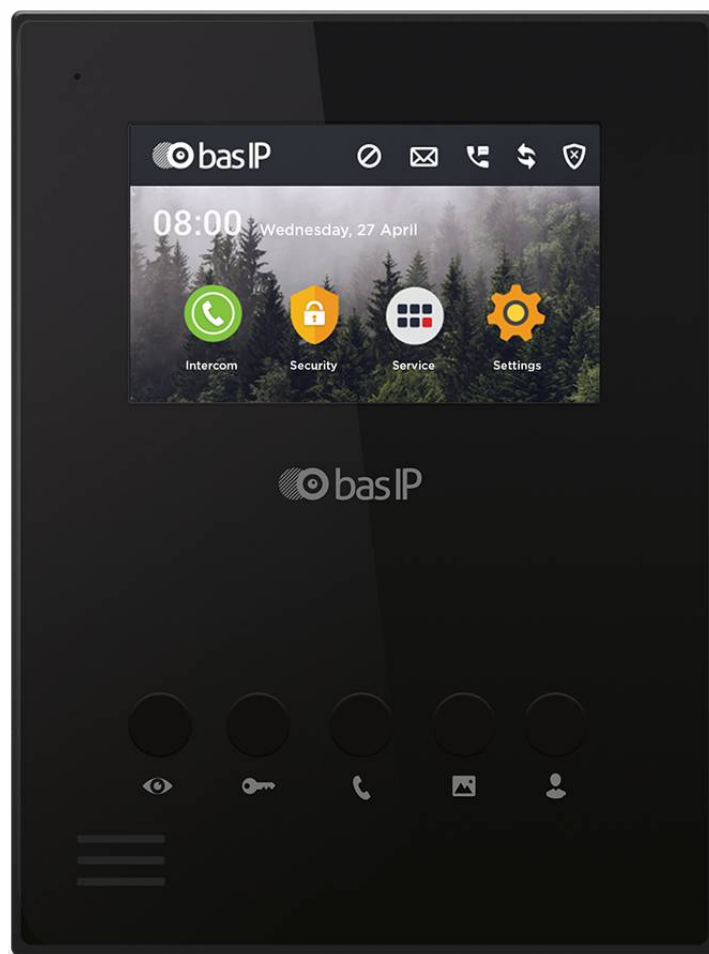 bas IP
08:00 Wednesday, 27 April
Intercom Security Service Settings
bas IP